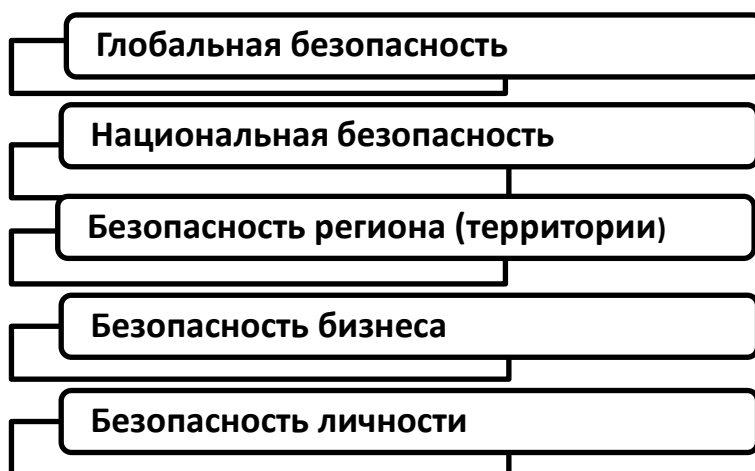 Глобальная безопасность
Национальная безопасность
Безопасность региона (территории)
Безопасность бизнеса
Безопасность личности